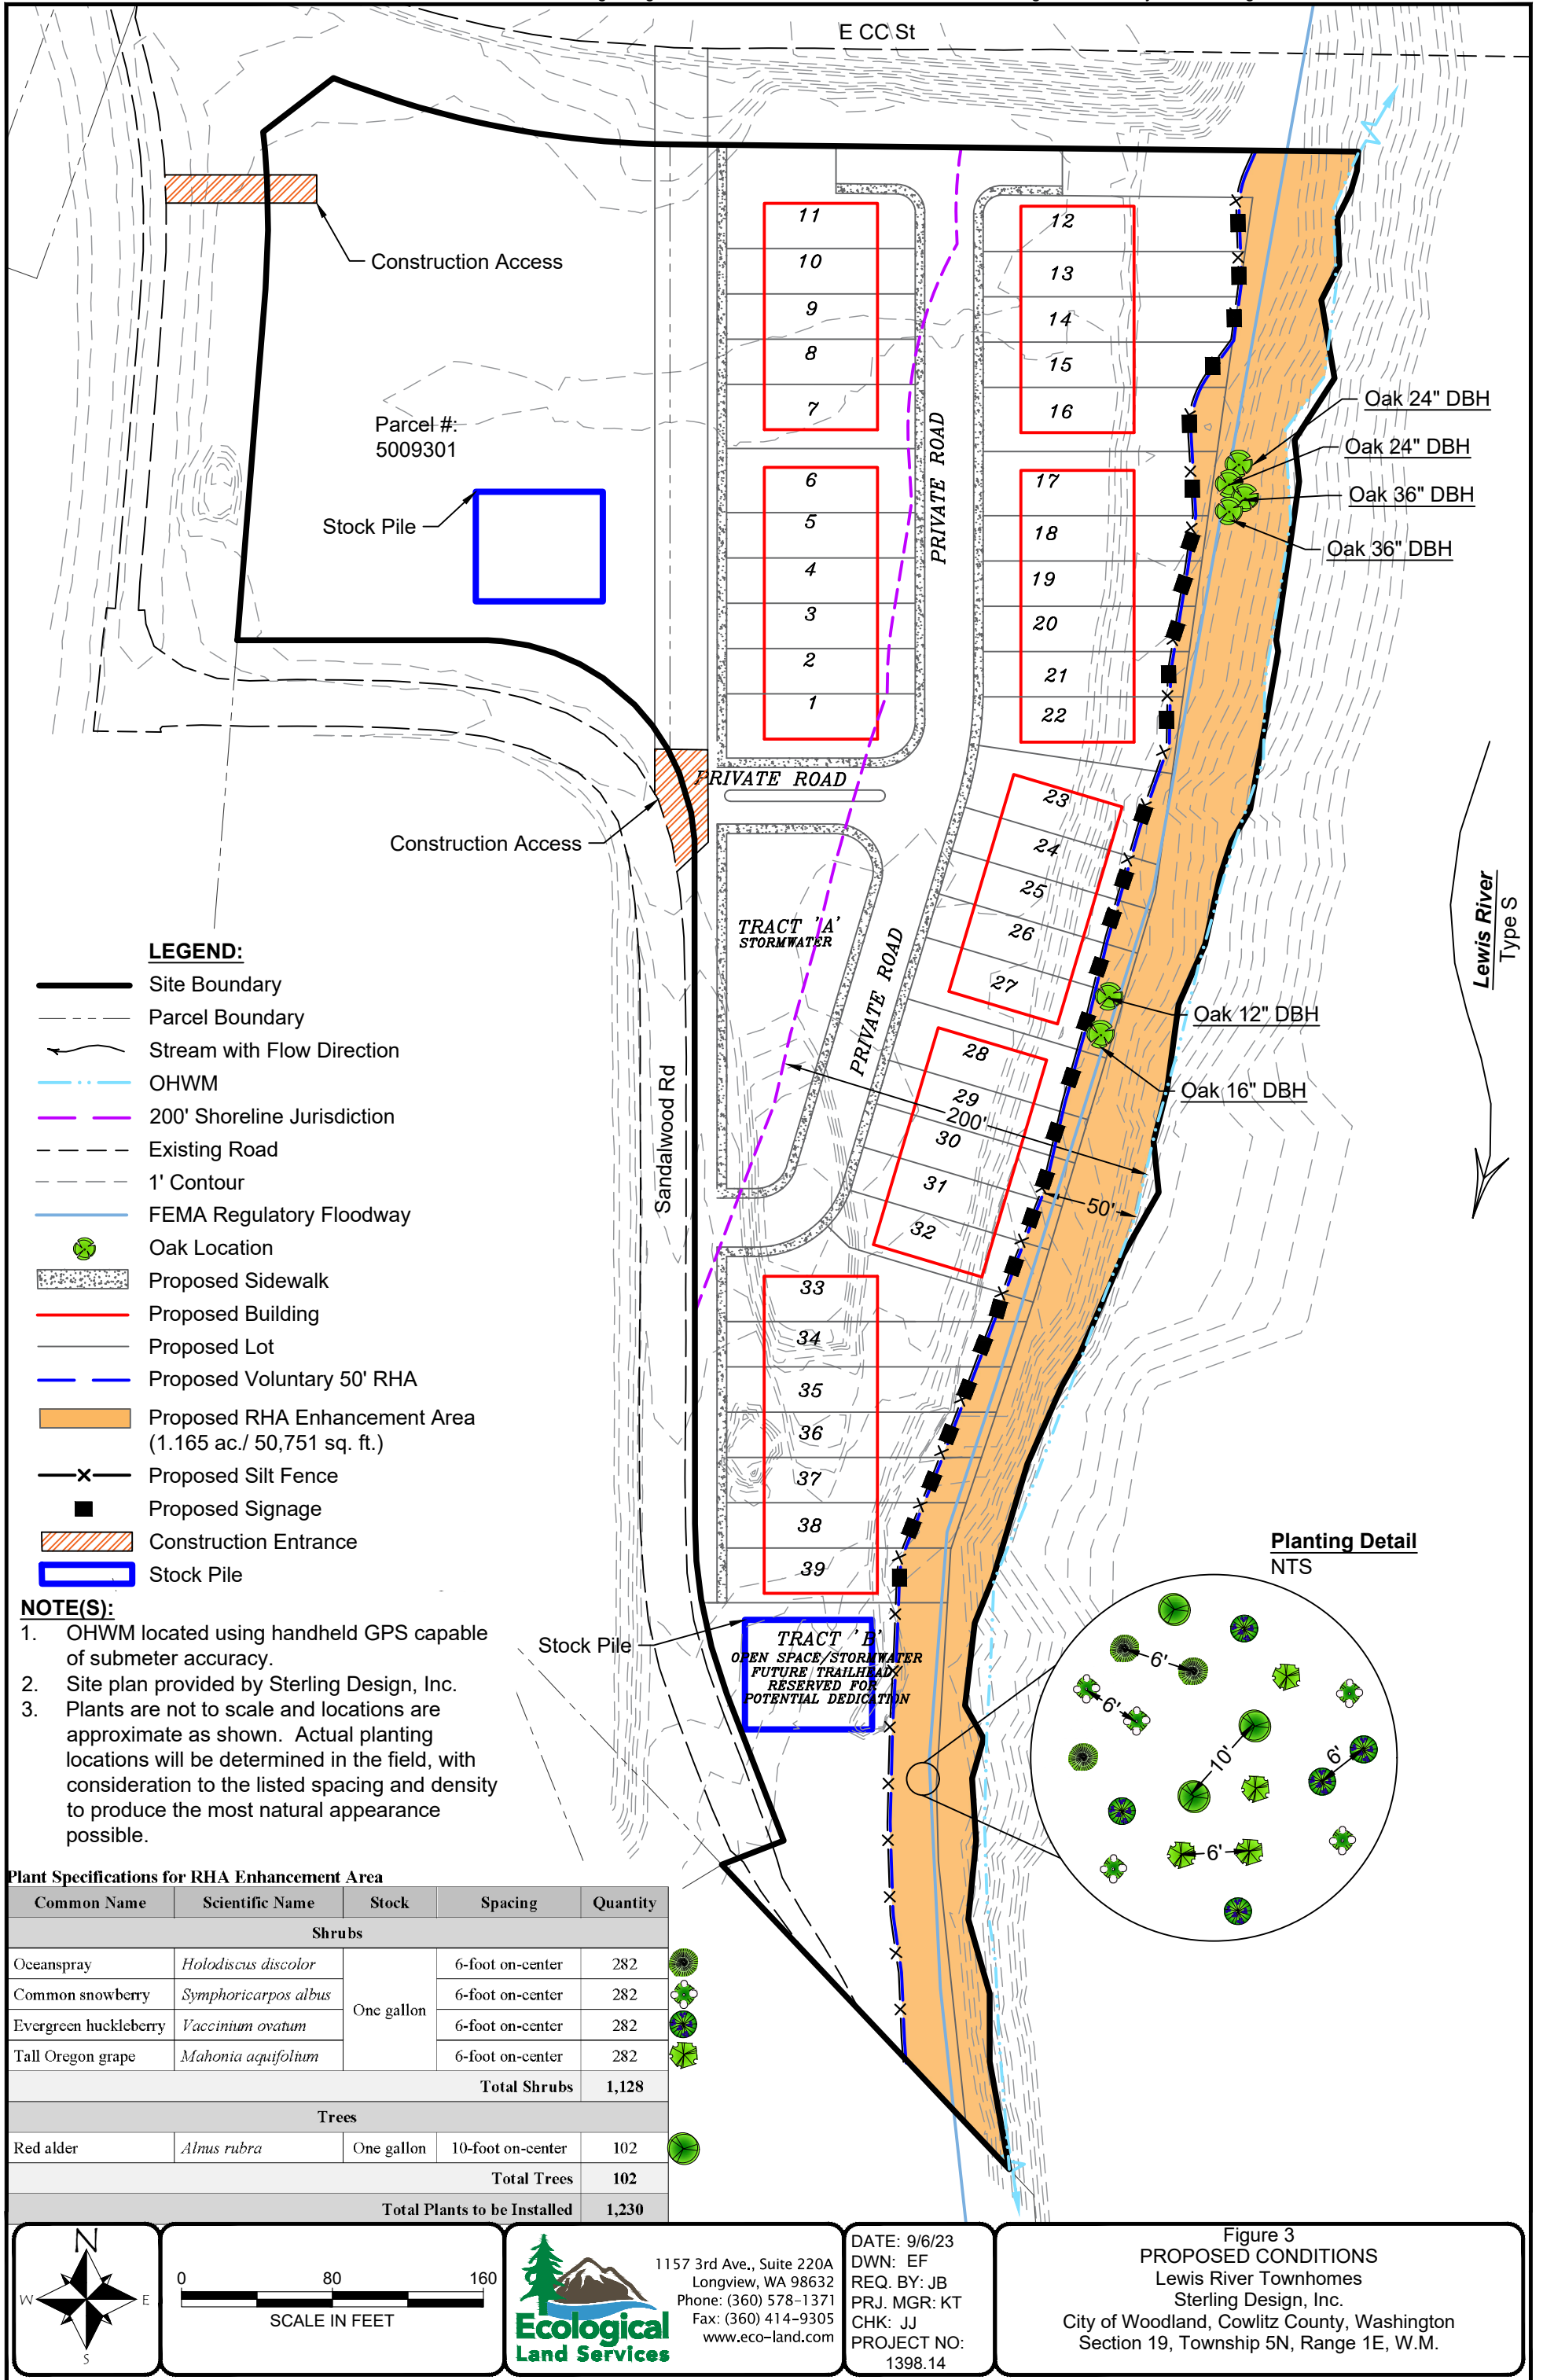 E CC St
Construction Access
Parcel #:
5009301
Stock Pile
11
10
9
8
7
6
5
4
3
2
1
PRIVATE ROAD
12
13
14
15
16
17
18
19
20
21
22
Oak 24" DBH
Oak 24" DBH
Oak 36" DBH
Oak 36" DBH
PRIVATE ROAD
Construction Access
TRACT 'A'
STORMWATER
PRIVATE ROAD
23
24
25
26
27
28
29
200'
30
31
32
50'
Oak 12" DBH
Oak 16" DBH
Lewis River
Type S
Sandalwood Rd
33
34
35
36
37
38
39
Stock Pile
TRACT 'B'
OPEN SPACE/STORMWATER
FUTURE TRAILHEAD/
RESERVED FOR
POTENTIAL DEDICATION
LEGEND:
Site Boundary
Parcel Boundary
Stream with Flow Direction
OHWM
200' Shoreline Jurisdiction
Existing Road
1' Contour
FEMA Regulatory Floodway
Oak Location
Proposed Sidewalk
Proposed Building
Proposed Lot
Proposed Voluntary 50' RHA
Proposed RHA Enhancement Area
(1.165 ac./ 50,751 sq. ft.)
Proposed Silt Fence
Proposed Signage
Construction Entrance
Stock Pile
NOTE(S):
1. OHWM located using handheld GPS capable
of submeter accuracy.
2. Site plan provided by Sterling Design, Inc.
3. Plants are not to scale and locations are
approximate as shown. Actual planting
locations will be determined in the field, with
consideration to the listed spacing and density
to produce the most natural appearance
possible.
Planting Detail
NTS
6'
6'
10'
6'
6'
Plant Specifications for RHA Enhancement Area
Common Name Scientific Name Stock Spacing Quantity
Shrubs
Oceanspray Holodiscus discolor 6-foot on-center 282
Common snowberry Symphoricarpos albus 6-foot on-center 282
One gallon
Evergreen huckleberry Vaccinium ovatum 6-foot on-center 282
Tall Oregon grape Mahonia aquifolium 6-foot on-center 282
Total Shrubs 1,128
Trees
Red alder Alnus rubra One gallon 10-foot on-center 102
Total Trees 102
Total Plants to be Installed 1,230
N
W E
S
0 80 160
SCALE IN FEET
Ecological
Land Services
1157 3rd Ave., Suite 220A
Longview, WA 98632
Phone: (360) 578-1371
Fax: (360) 414-9305
www.eco-land.com
DATE: 9/6/23
DWN: EF
REQ. BY: JB
PRJ. MGR: KT
CHK: JJ
PROJECT NO:
1398.14
Figure 3
PROPOSED CONDITIONS
Lewis River Townhomes
Sterling Design, Inc.
City of Woodland, Cowlitz County, Washington
Section 19, Township 5N, Range 1E, W.M.